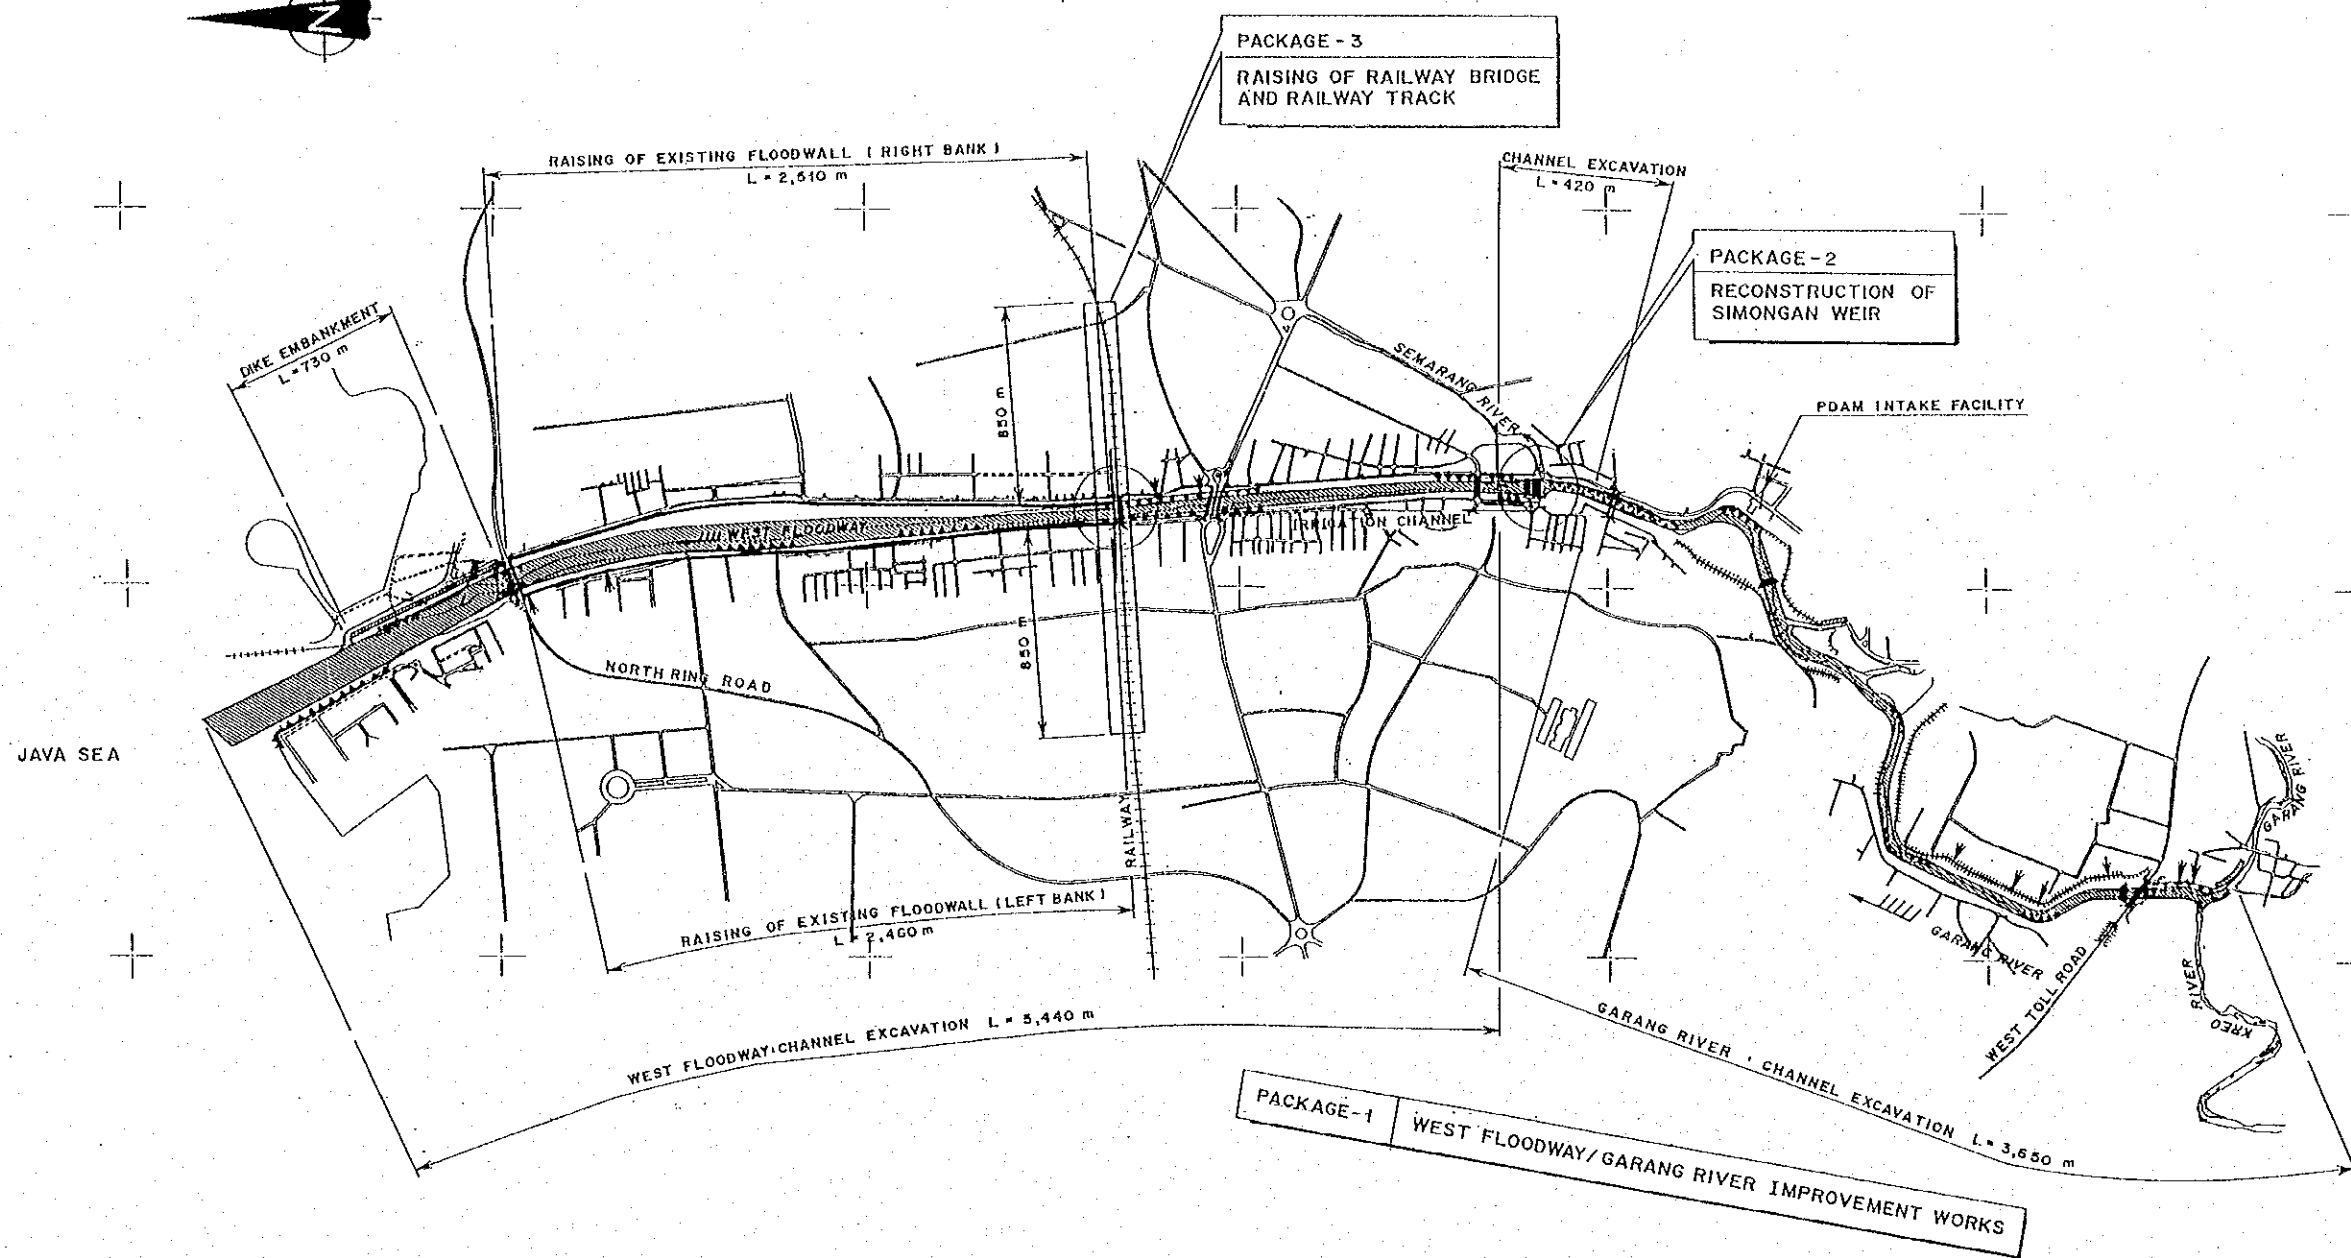 N
PACKAGE - 3
RAISING OF RAILWAY BRIDGE
AND RAILWAY TRACK
RAISING OF EXISTING FLOODWALL ( RIGHT BANK )
L = 2,510 m
CHANNEL EXCAVATION
L = 420 m
PACKAGE - 2
RECONSTRUCTION OF
SIMONGAN WEIR
DIKE EMBANKMENT
L = 730 m
850 m
SEMARANG RIVER
PDAM INTAKE FACILITY
WEST FLOODWAY
IRRIGATION CHANNEL
850 m
NORTH RING ROAD
JAVA SEA
RAILWAY
GARANG RIVER
GARANG RIVER
RAISING OF EXISTING FLOODWALL (LEFT BANK)
L = 2,460 m
GARANG RIVER
WEST TOLL ROAD
RIVER
KREO
WEST FLOODWAY : CHANNEL EXCAVATION L = 5,440 m
GARANG RIVER : CHANNEL EXCAVATION L = 3,650 m
PACKAGE-1
WEST FLOODWAY/GARANG RIVER IMPROVEMENT WORKS